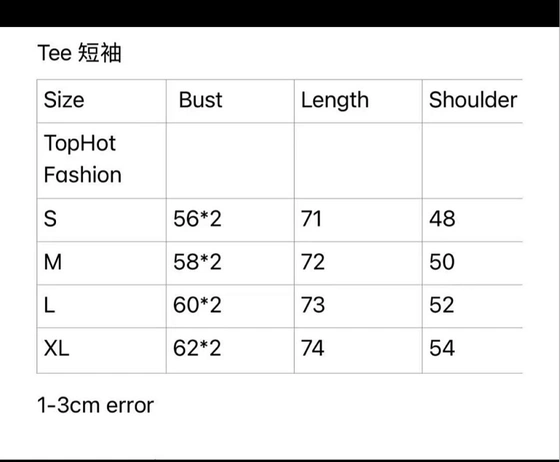 Tee 短袖
Size Bust Length Shoulder
TopHot
Fashion
S 56*2 71 48
M 58*2 72 50
L 60*2 73 52
XL 62*2 74 54
1-3cm error